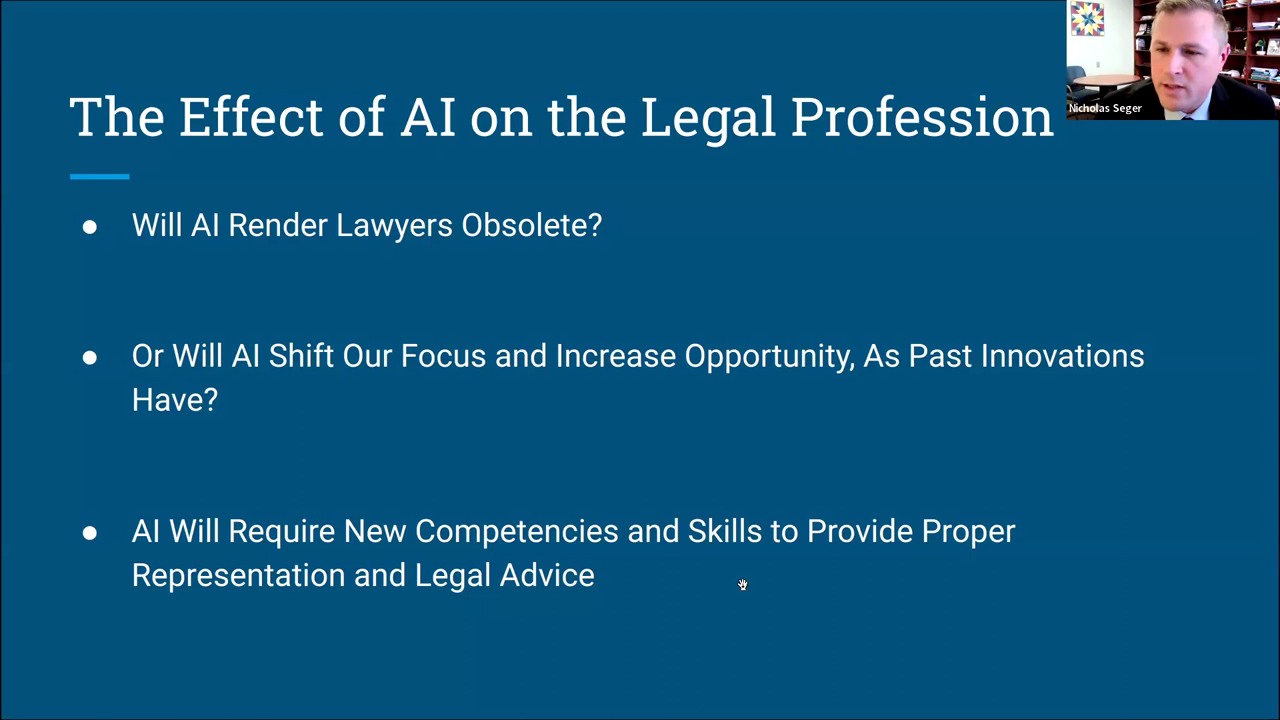 The Effect of AI on the Legal Profession
Nicholas Seger
● Will AI Render Lawyers Obsolete?
● Or Will AI Shift Our Focus and Increase Opportunity, As Past Innovations
Have?
● AI Will Require New Competencies and Skills to Provide Proper
Representation and Legal Advice